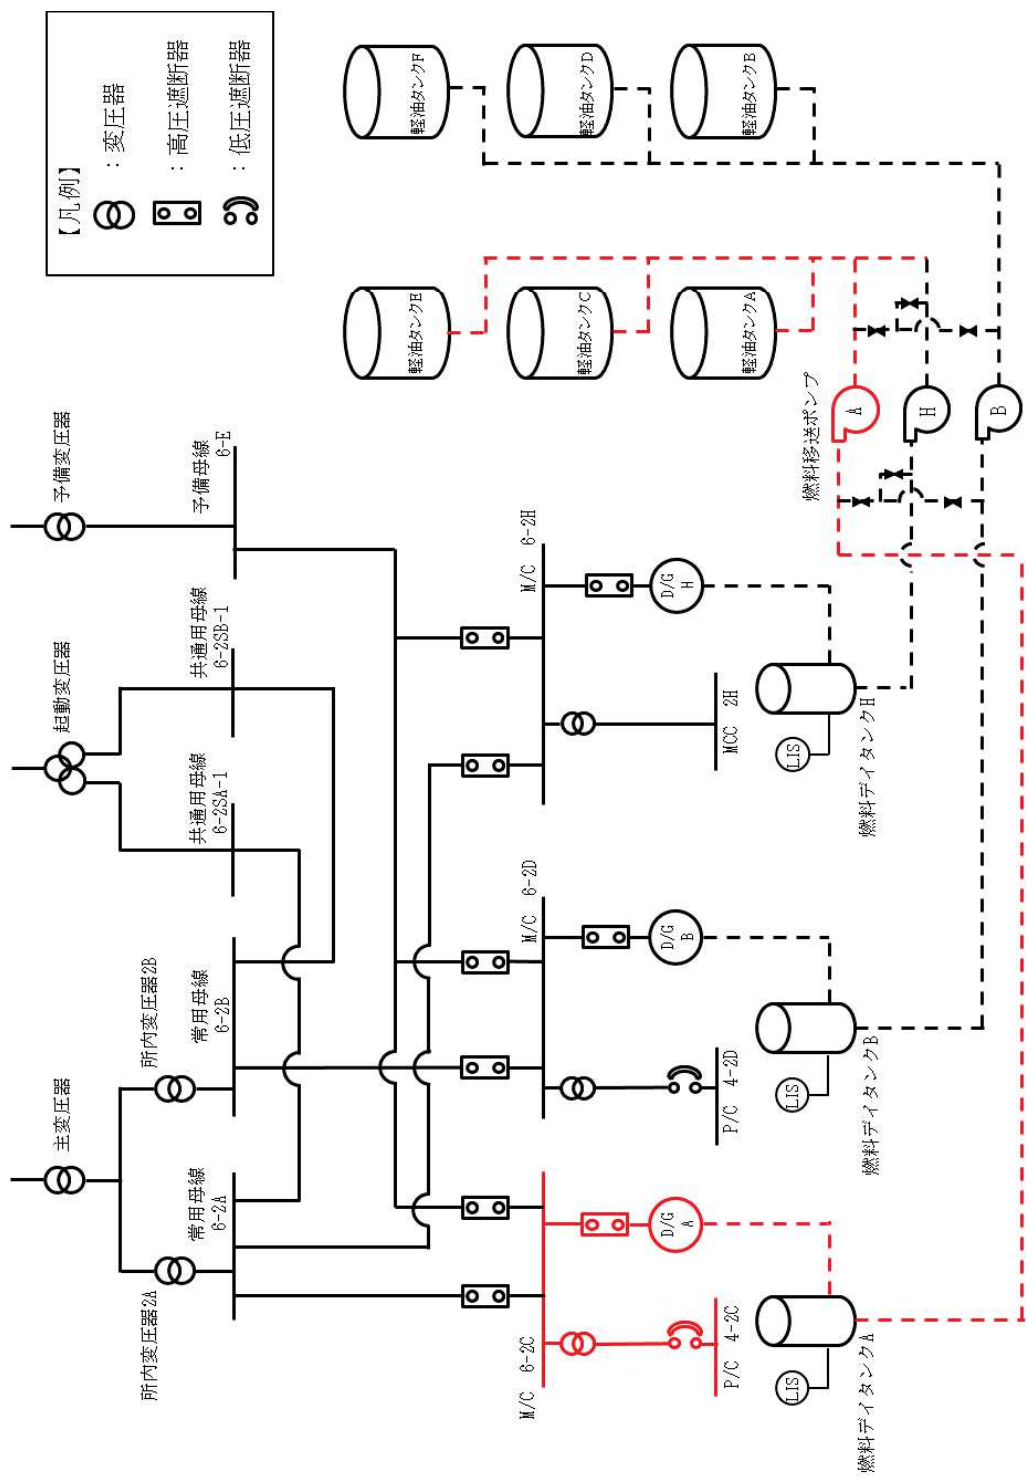 【凡例】
：変圧器
：高圧遮断器
：低圧遮断器
主変圧器
起動変圧器
予備変圧器
所内変圧器2A
所内変圧器2B
常用母線
6-2A
常用母線
6-2B
共通用母線
6-2SA-1
共通用母線
6-2SB-1
予備母線
6-E
M/C 6-2C
M/C 6-2D
M/C 6-2H
D/G
A
D/G
B
D/G
H
P/C 4-2C
P/C 4-2D
MCC 2H
LIS
燃料デイタンクA
LIS
燃料デイタンクB
LIS
燃料デイタンクH
燃料移送ポンプ
A
H
B
軽油タンクE
軽油タンクC
軽油タンクA
軽油タンクF
軽油タンクD
軽油タンクB